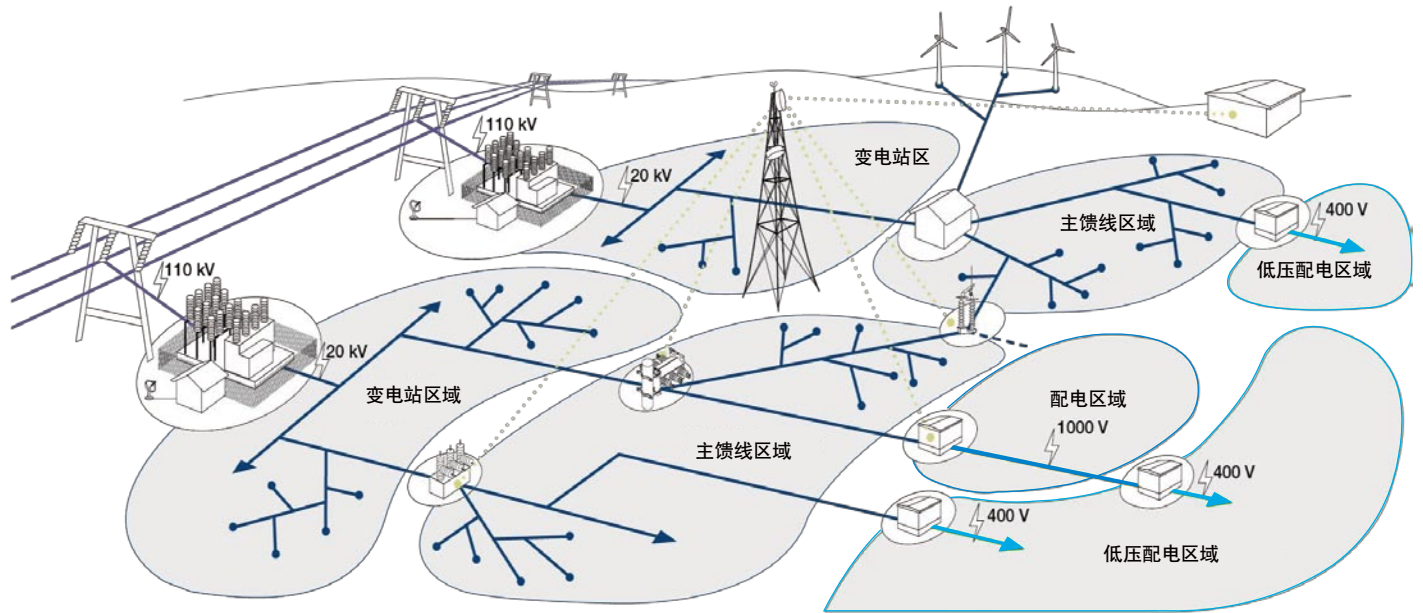 110 kV
变电站区
20 kV
主馈线区域
400 V
低压配电区域
110 kV
20 kV
变电站区域
配电区域
1000 V
主馈线区域
400 V
400 V
低压配电区域